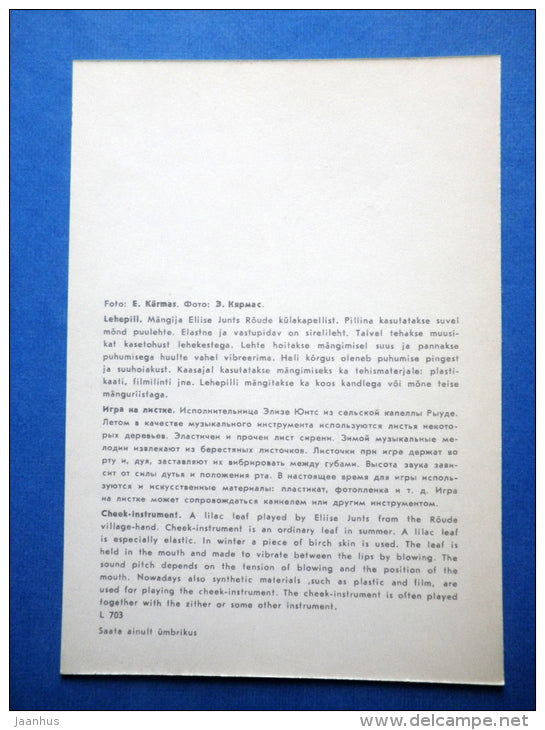 Foto: E. Kärmas. Фото: Э. Кярмас.
Lehepill. Mängija Eliise Junts Rõude külakapellist. Pillina kasutatakse suvel
mõnd puulehte. Elastne ja vastupidav on sirelileht. Talvel tehakse muusi-
kat kasetohust lehekestega. Lehte hoitakse mängimisel suus ja pannakse
puhumisega huulte vahel vibreerima. Heli kõrgus oleneb puhumise pingest
ja suuhoiakust. Kaasajal kasutatakse mängimiseks ka tehismaterjale: plasti-
kaati, filmilinti jne. Lehepilli mängitakse ka koos kandlega või mõne teise
mänguriistaga.
Игра на листке. Исполнительница Элизе Юнтс из сельской капеллы Рыуде.
Летом в качестве музыкального инструмента используются листья некото-
рых деревьев. Эластичен и прочен лист сирени. Зимой музыкальные ме-
лодии извлекают из берестяных листочков. Листочки при игре держат во
рту и, дуя, заставляют их вибрировать между губами. Высота звука зави-
сит от силы дутья и положения рта. В настоящее время для игры исполь-
зуются и искусственные материалы: пластикат, фотопленка и т. д. Игра
на листке может сопровождаться каннелем или другим инструментом.
Cheek-instrument. A lilac leaf played by Eliise Junts from the Rõude
village-hand. Cheek-instrument is an ordinary leaf in summer. A lilac leaf
is especially elastic. In winter a piece of birch skin is used. The leaf is
held in the mouth and made to vibrate between the lips by blowing. The
sound pitch depends on the tension of blowing and the position of the
mouth. Nowadays also synthetic materials ,such as plastic and film, are
used for playing the cheek-instrument. The cheek-instrument is often played
together with the zither or some other instrument.
L 703
Saata ainult ümbrikus
jaanhus
www.delcampe.net